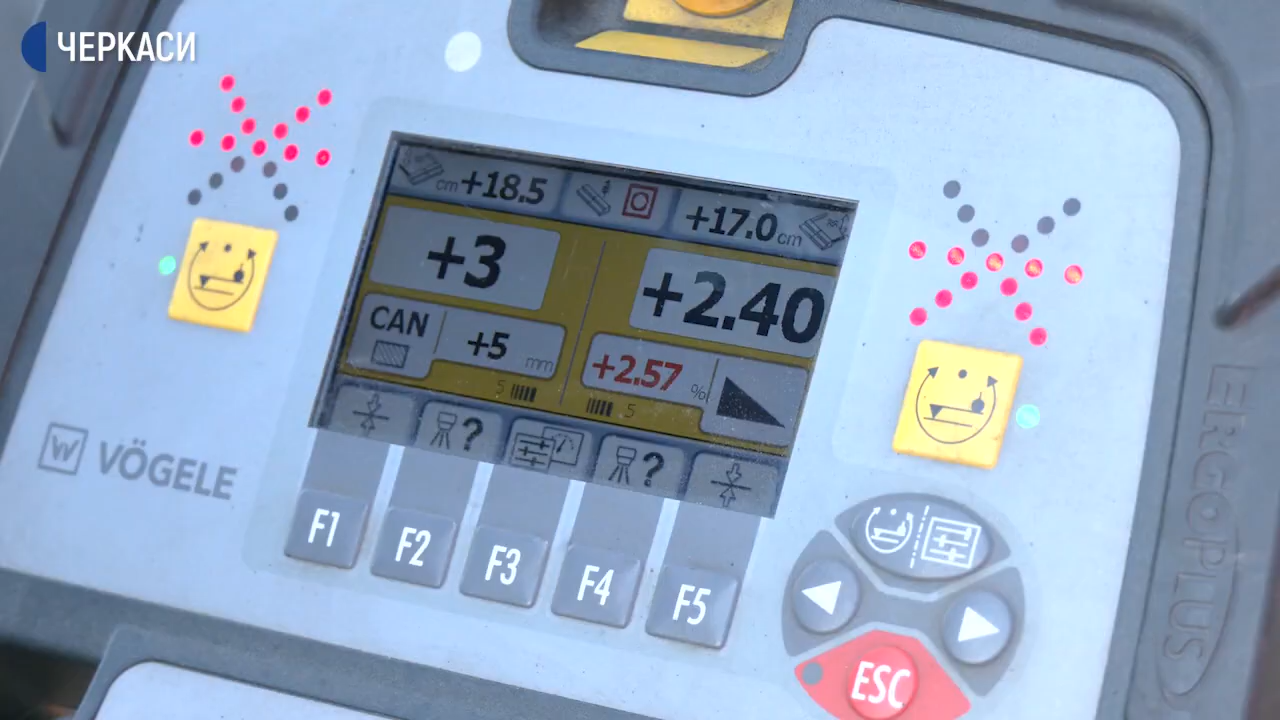 ЧЕРКАСИ
cm +18.5
+17.0 cm
+3
+2.40
CAN
+5 mm
+2.57 %
5
5
?
?
VÖGELE
F1
F2
F3
F4
F5
ESC
ERGOPLUS